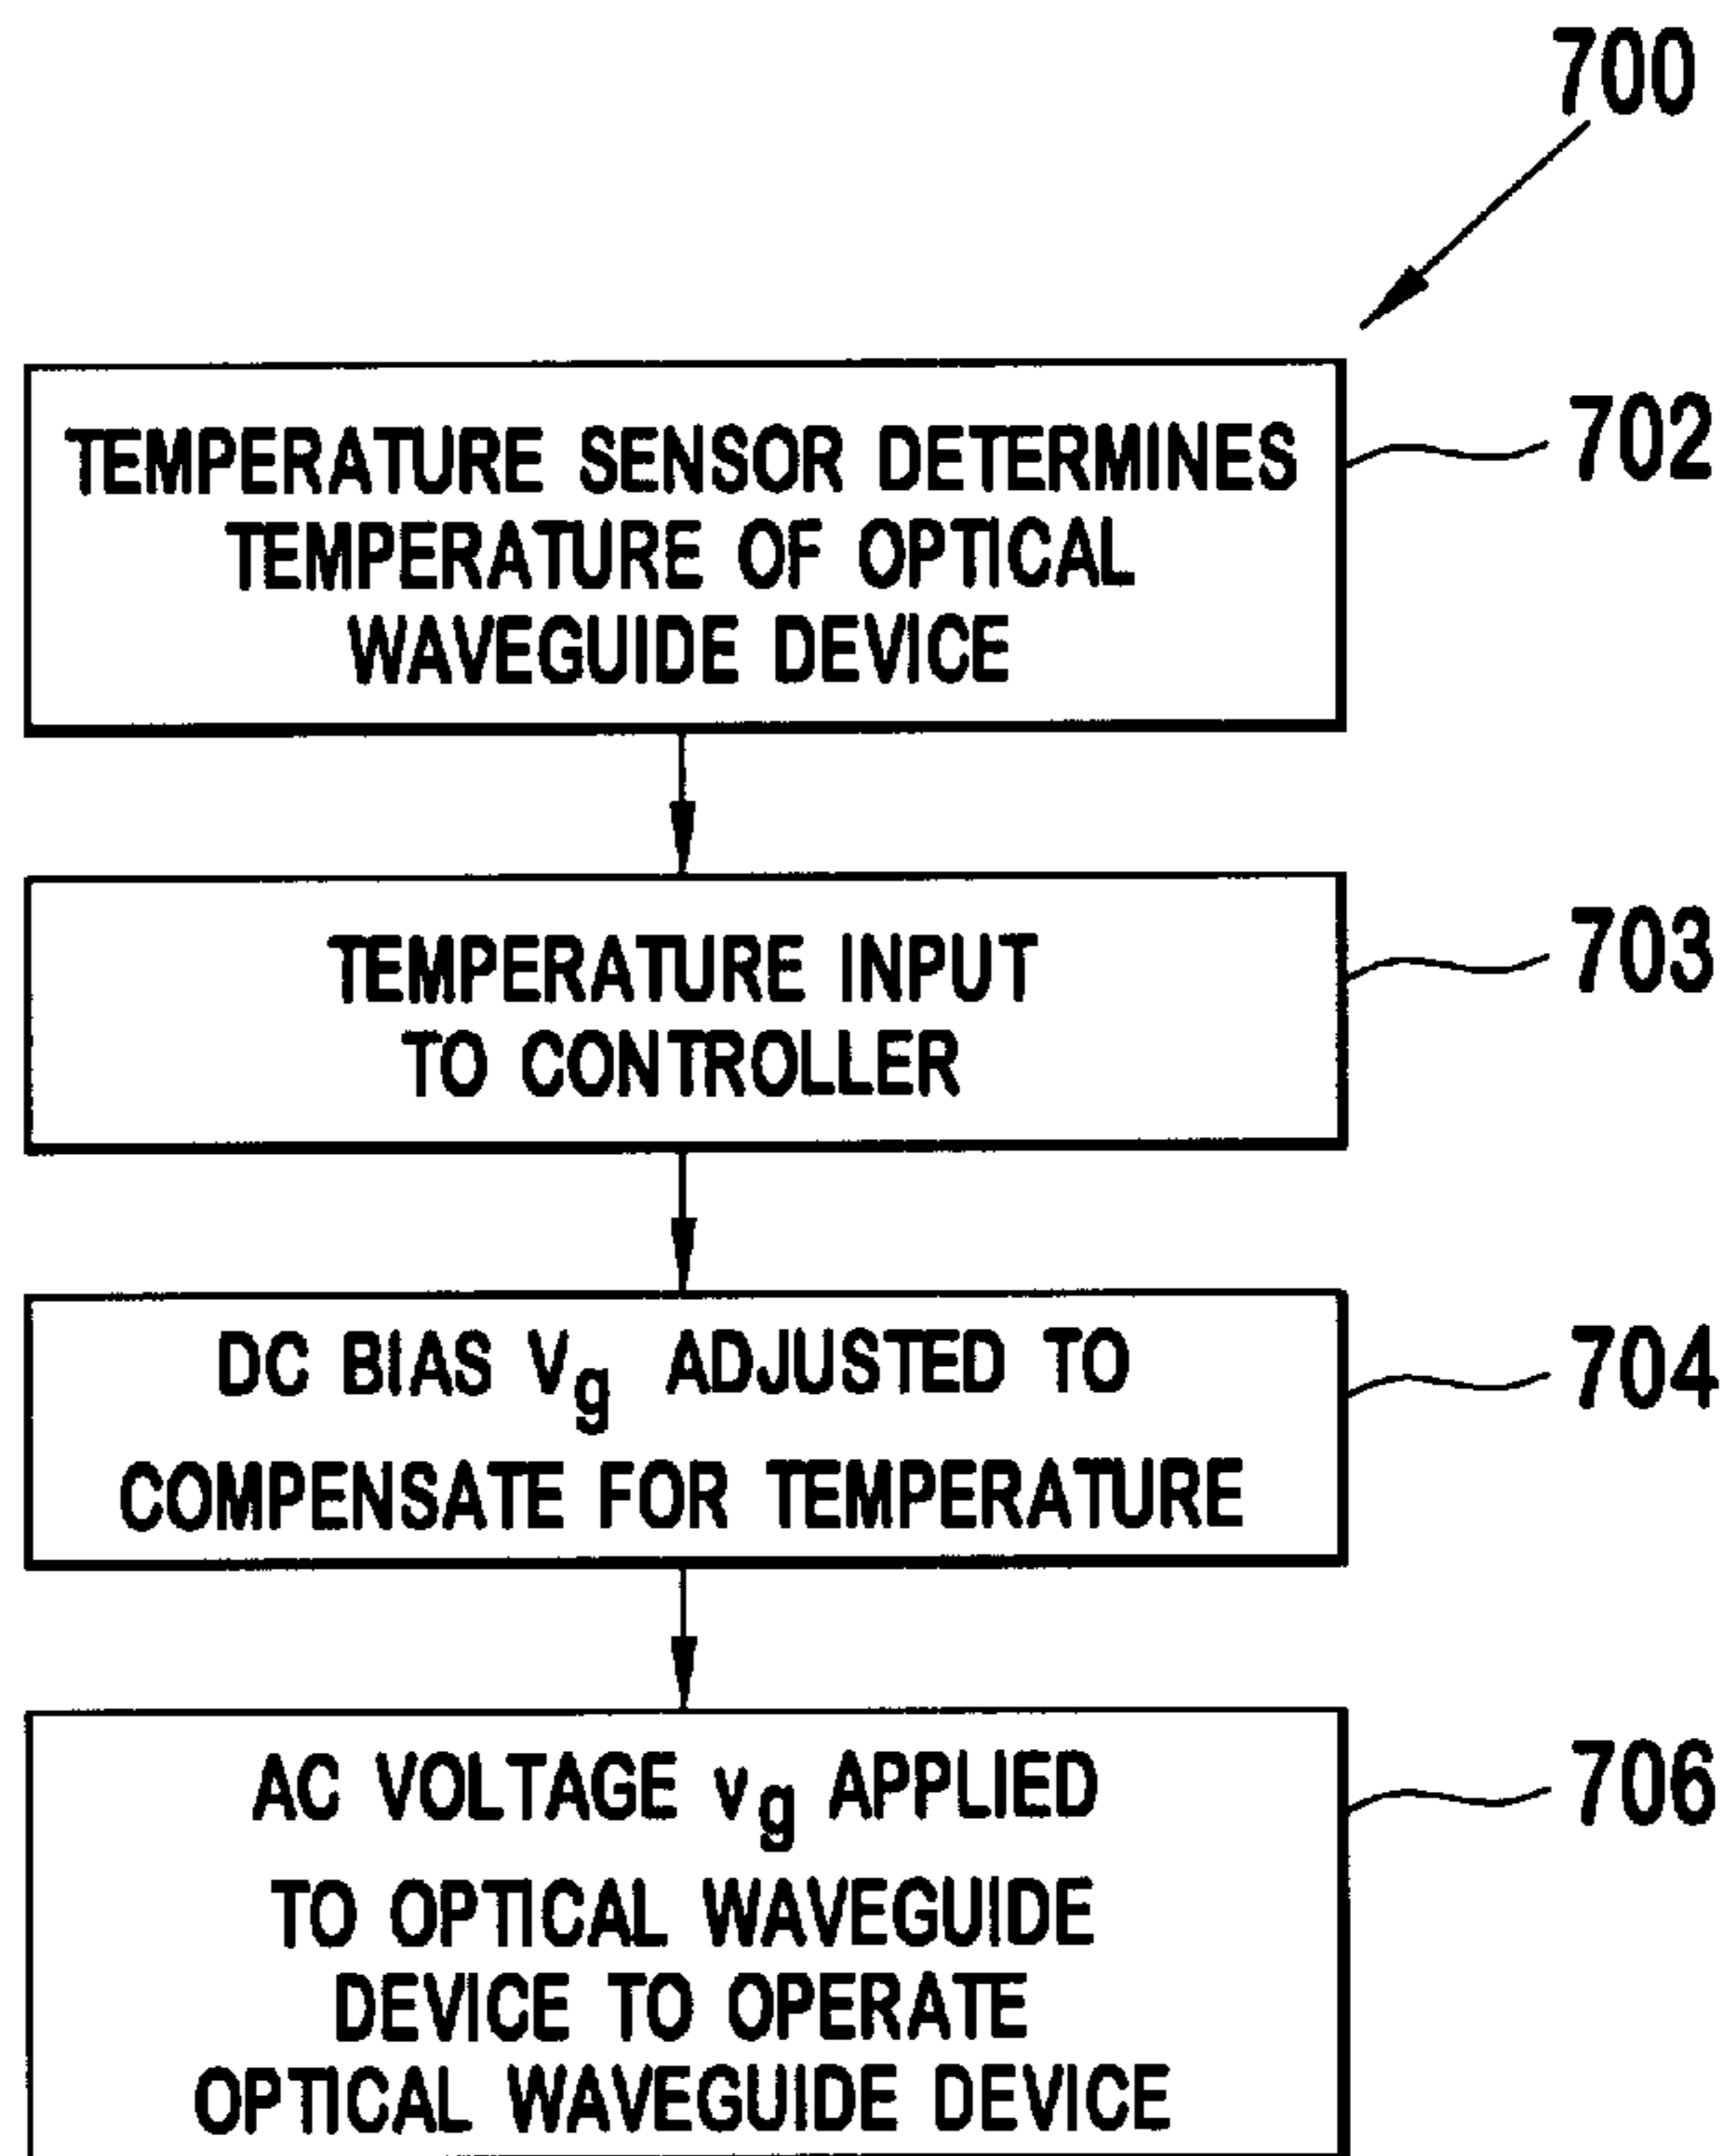 700
TEMPERATURE SENSOR DETERMINES
TEMPERATURE OF OPTICAL
WAVEGUIDE DEVICE
702
TEMPERATURE INPUT
TO CONTROLLER
703
DC BIAS Vg ADJUSTED TO
COMPENSATE FOR TEMPERATURE
704
AC VOLTAGE vg APPLIED
TO OPTICAL WAVEGUIDE
DEVICE TO OPERATE
OPTICAL WAVEGUIDE DEVICE
706